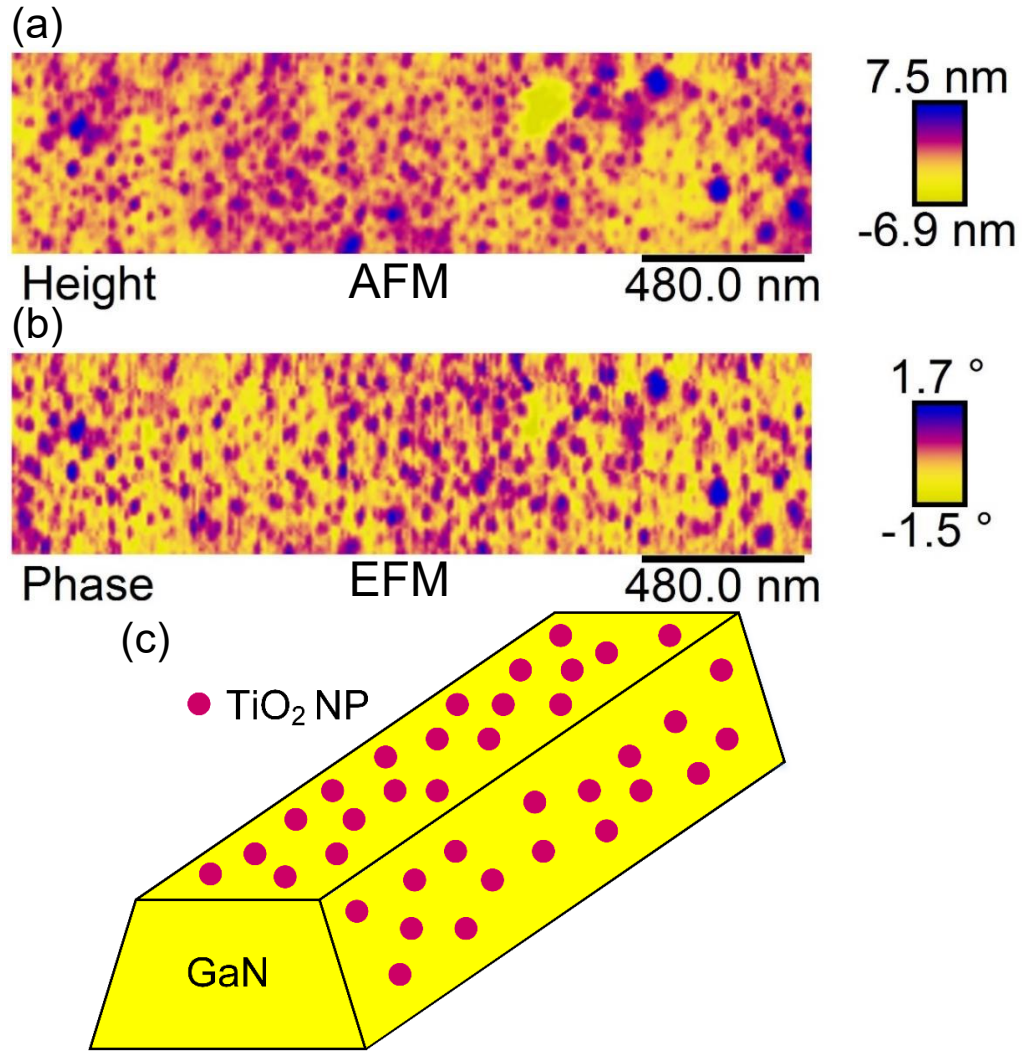 (a)
7.5 nm
-6.9 nm
Height AFM 480.0 nm
(b)
1.7 °
-1.5 °
Phase EFM 480.0 nm
(c)
TiO₂ NP
GaN